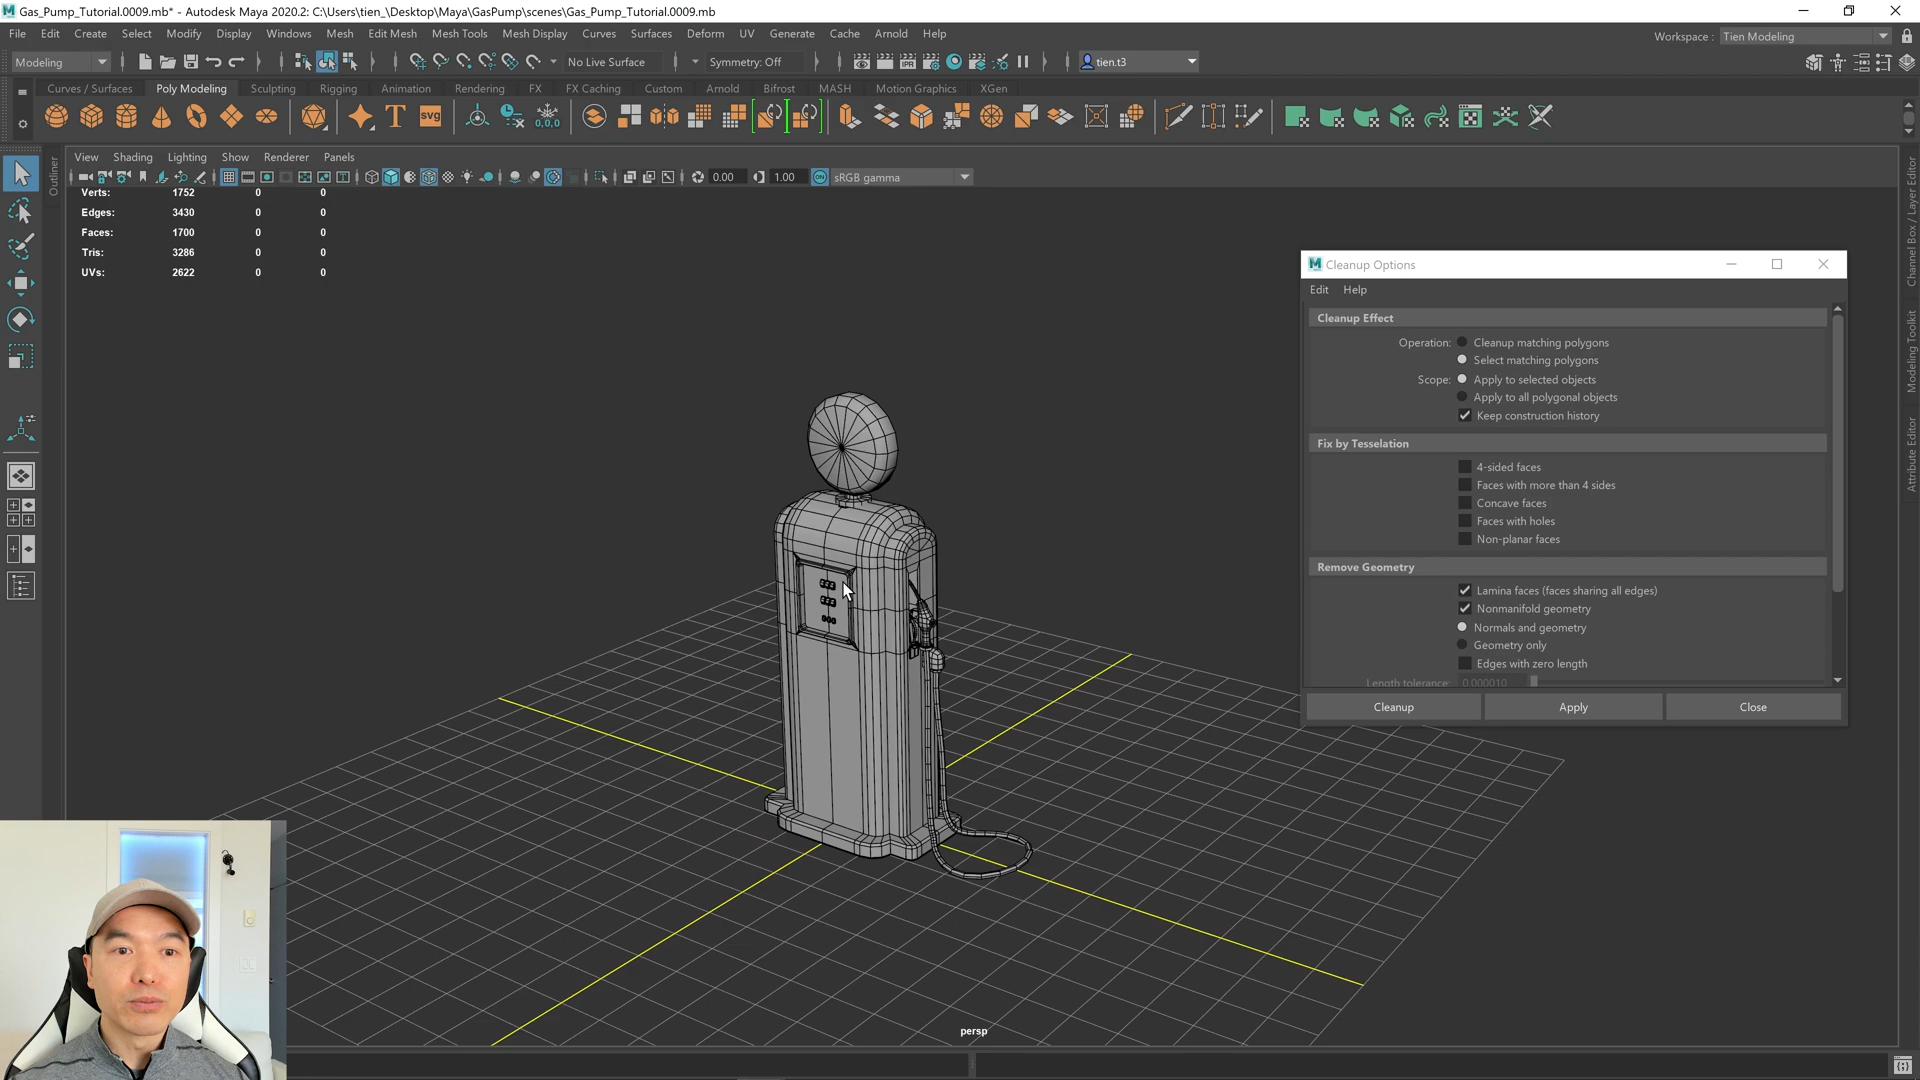 Gas_Pump_Tutorial.0009.mb* - Autodesk Maya 2020.2: C:\Users\tien_\Desktop\Maya\GasPump\scenes\Gas_Pump_Tutorial.0009.mb
File Edit Create Select Modify Display Windows Mesh Edit Mesh Mesh Tools Mesh Display Curves Surfaces Deform UV Generate Cache Arnold Help
Workspace : Tien Modeling
Modeling No Live Surface Symmetry: Off tien.t3
Curves / Surfaces Poly Modeling Sculpting Rigging Animation Rendering FX FX Caching Custom Arnold Bifrost MASH Motion Graphics XGen
View Shading Lighting Show Renderer Panels
0.00 1.00 ON sRGB gamma
Outliner
Verts: 1752 0 0
Edges: 3430 0 0
Faces: 1700 0 0
Tris: 3286 0 0
UVs: 2622 0 0
Cleanup Options
Edit Help
Cleanup Effect
Operation: Cleanup matching polygons
Select matching polygons
Scope: Apply to selected objects
Apply to all polygonal objects
Keep construction history
Fix by Tesselation
4-sided faces
Faces with more than 4 sides
Concave faces
Faces with holes
Non-planar faces
Remove Geometry
Lamina faces (faces sharing all edges)
Nonmanifold geometry
Normals and geometry
Geometry only
Edges with zero length
Length tolerance: 0.000010
Cleanup Apply Close
Channel Box / Layer Editor
Modeling Toolkit
Attribute Editor
persp